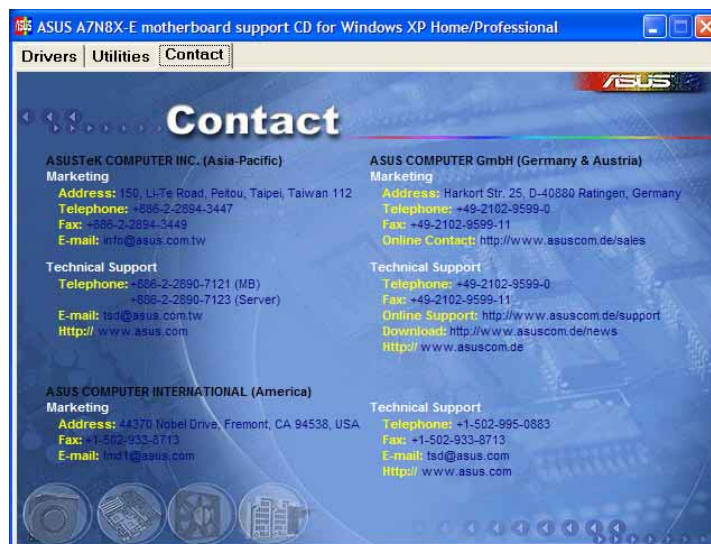 ASUS A7N8X-E motherboard support CD for Windows XP Home/Professional
Drivers Utilities Contact
ASUS
Contact
ASUSTeK COMPUTER INC. (Asia-Pacific)
Marketing
Address: 150, Li-Te Road, Peitou, Taipei, Taiwan 112
Telephone: +886-2-2894-3447
Fax: +886-2-2894-3449
E-mail: info@asus.com.tw
Technical Support
Telephone: +886-2-2890-7121 (MB)
+886-2-2890-7123 (Server)
E-mail: tsd@asus.com.tw
Http:// www.asus.com
ASUS COMPUTER GmbH (Germany & Austria)
Marketing
Address: Harkort Str. 25, D-40880 Ratingen, Germany
Telephone: +49-2102-9599-0
Fax: +49-2102-9599-11
Online Contact: http://www.asuscom.de/sales
Technical Support
Telephone: +49-2102-9599-0
Fax: +49-2102-9599-11
Online Support: http://www.asuscom.de/support
Download: http://www.asuscom.de/news
Http:// www.asuscom.de
ASUS COMPUTER INTERNATIONAL (America)
Marketing
Address: 44370 Nobel Drive, Fremont, CA 94538, USA
Fax: +1-502-933-8713
E-mail: tmd1@asus.com
Technical Support
Telephone: +1-502-995-0883
Fax: +1-502-933-8713
E-mail: tsd@asus.com
Http:// www.asus.com